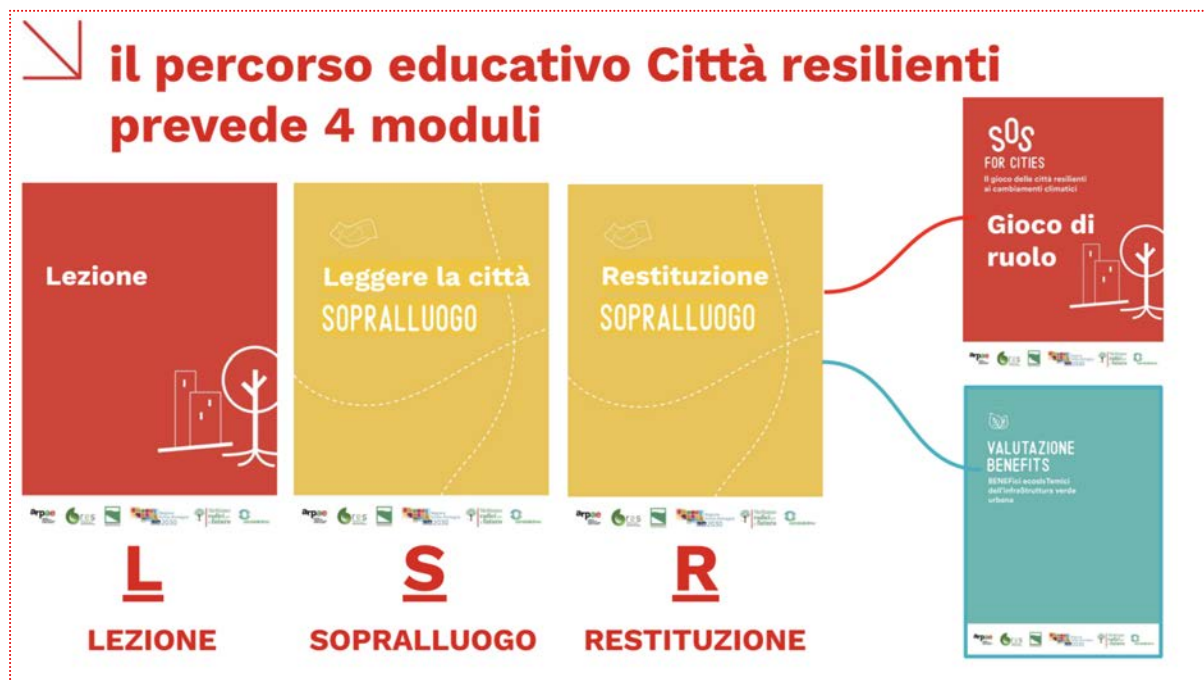 il percorso educativo Città resilienti
prevede 4 moduli
Lezione
Leggere la città
SOPRALLUOGO
Restituzione
SOPRALLUOGO
SOS
FOR CITIES
Il gioco delle città resilienti
ai cambiamenti climatici
Gioco di
ruolo
VALUTAZIONE
BENEFITS
BENEFici ecosisTemici
dall'infraStruttura verde
urbana
arpae
L
LEZIONE
S
SOPRALLUOGO
R
RESTITUZIONE